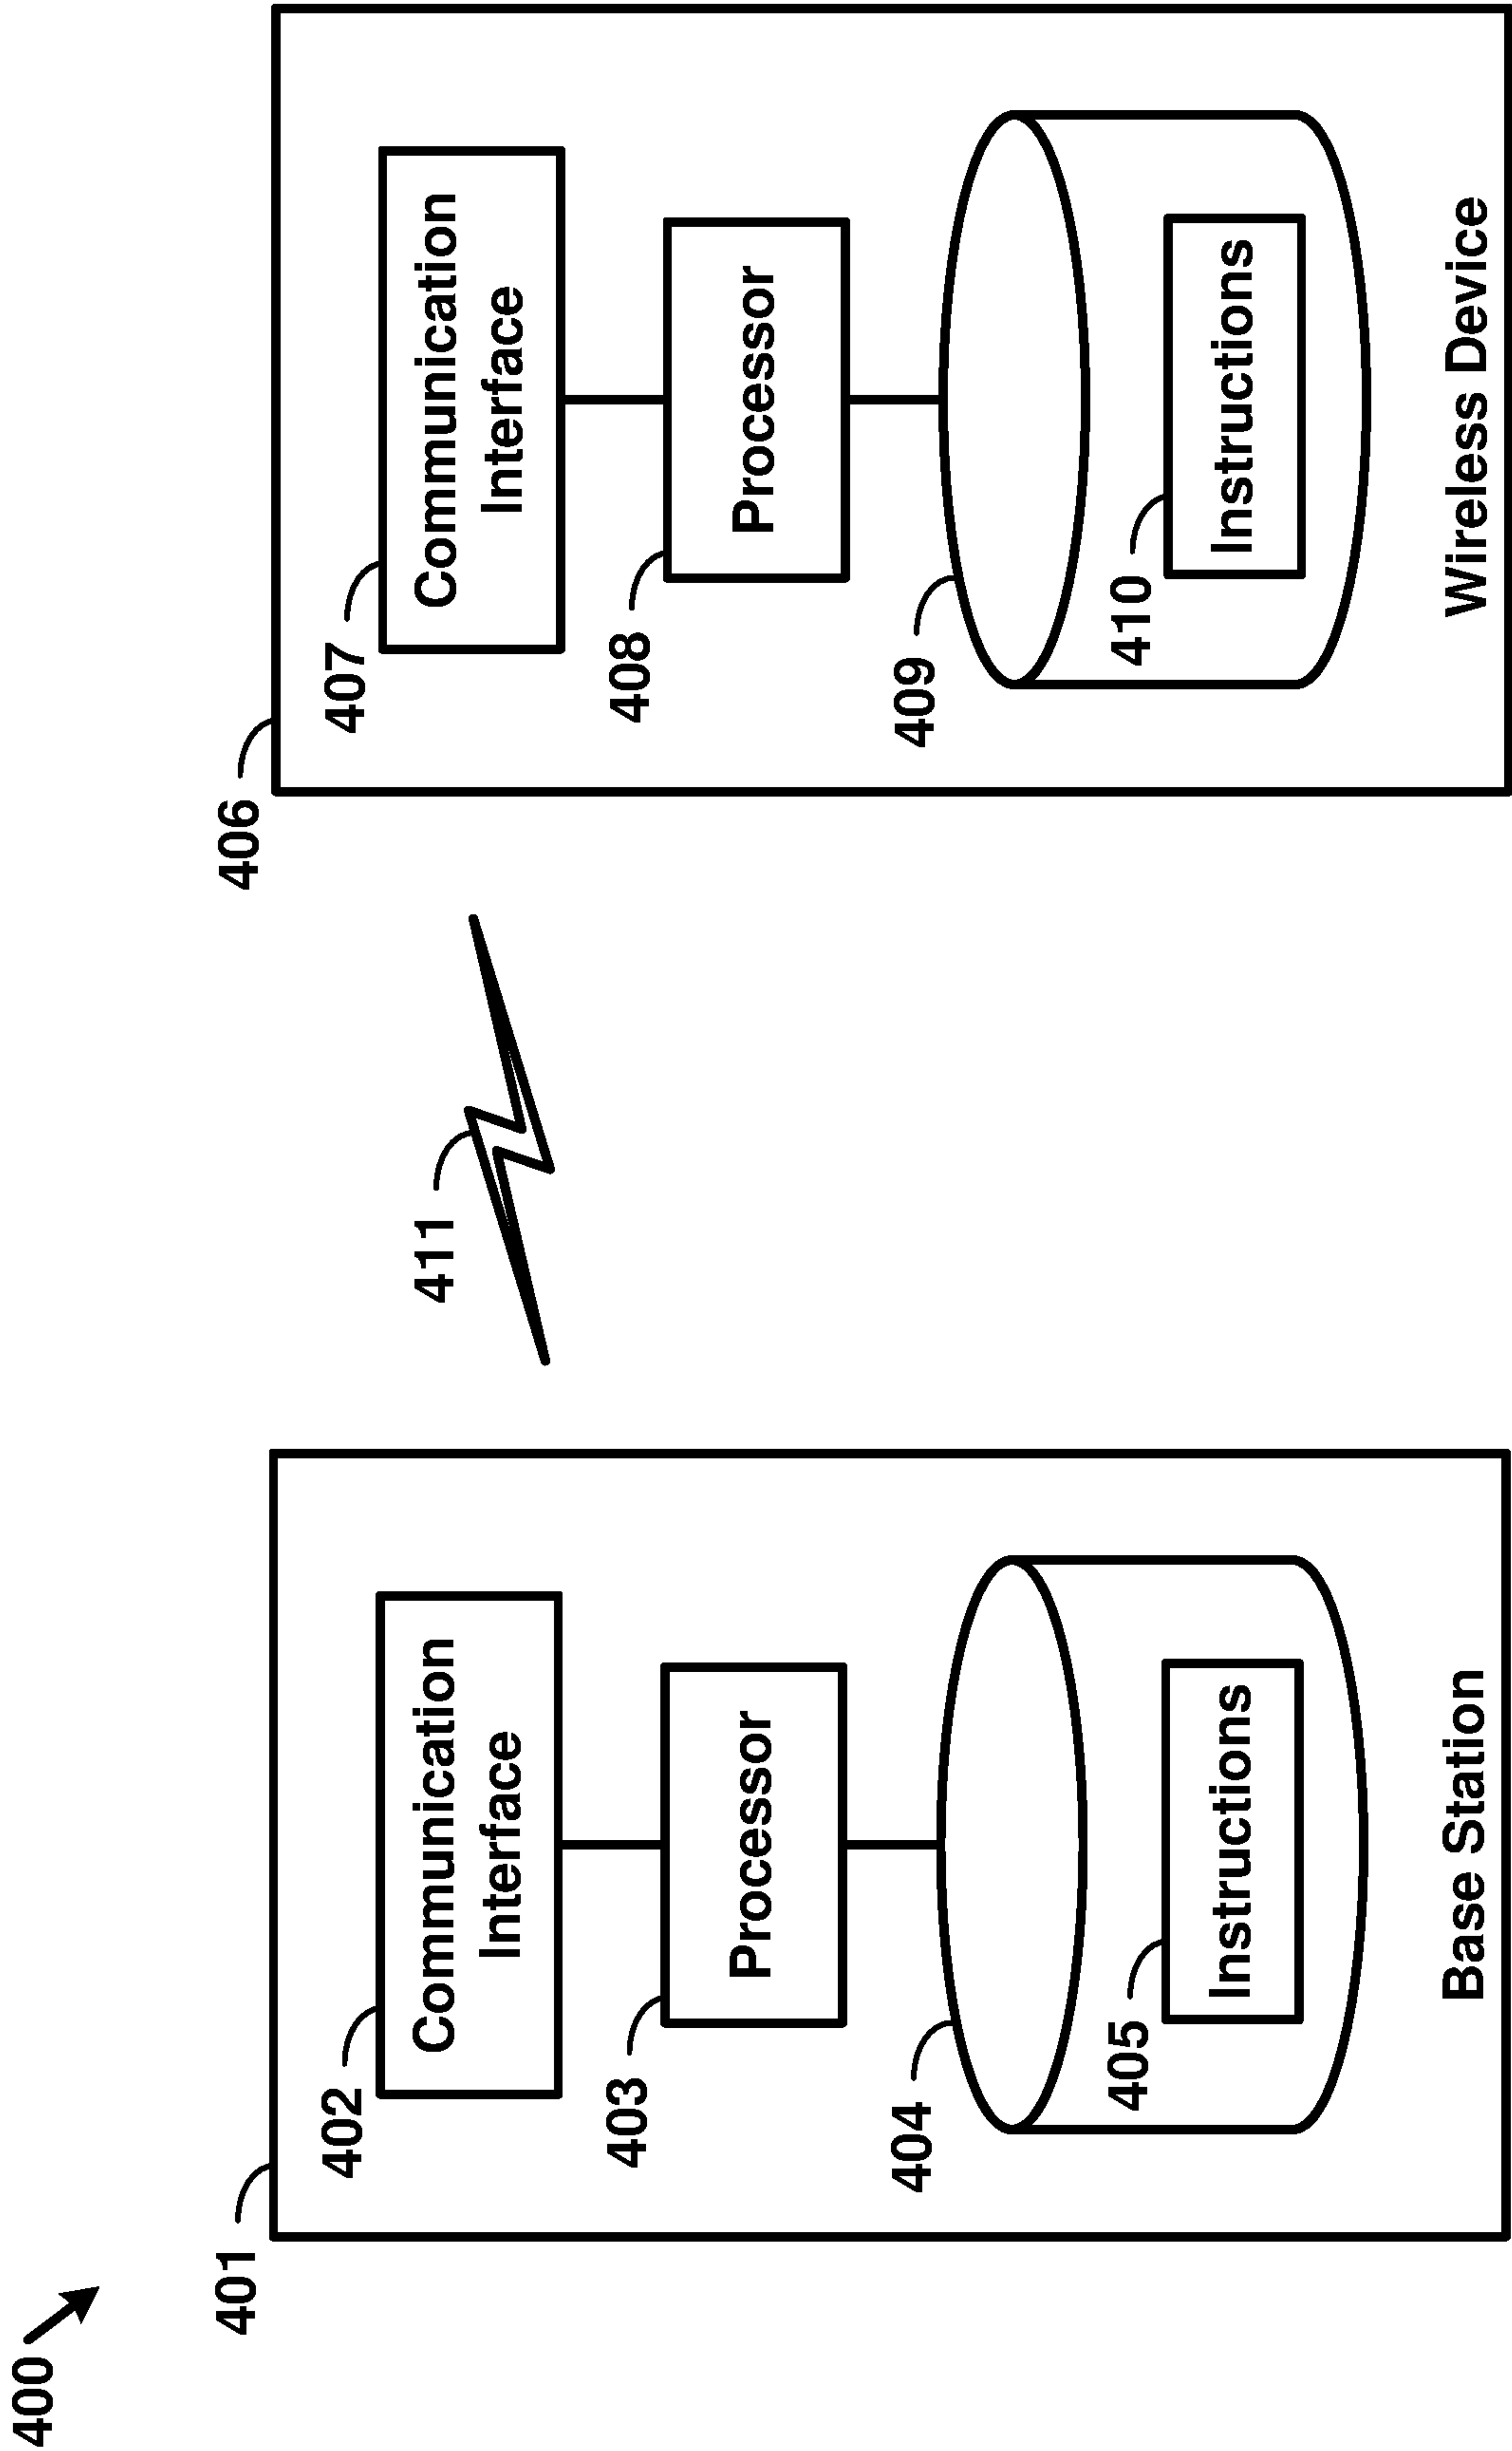 400
401
402
Communication
Interface
403
Processor
404
405
Instructions
Base Station
411
406
407
Communication
Interface
408
Processor
409
410
Instructions
Wireless Device